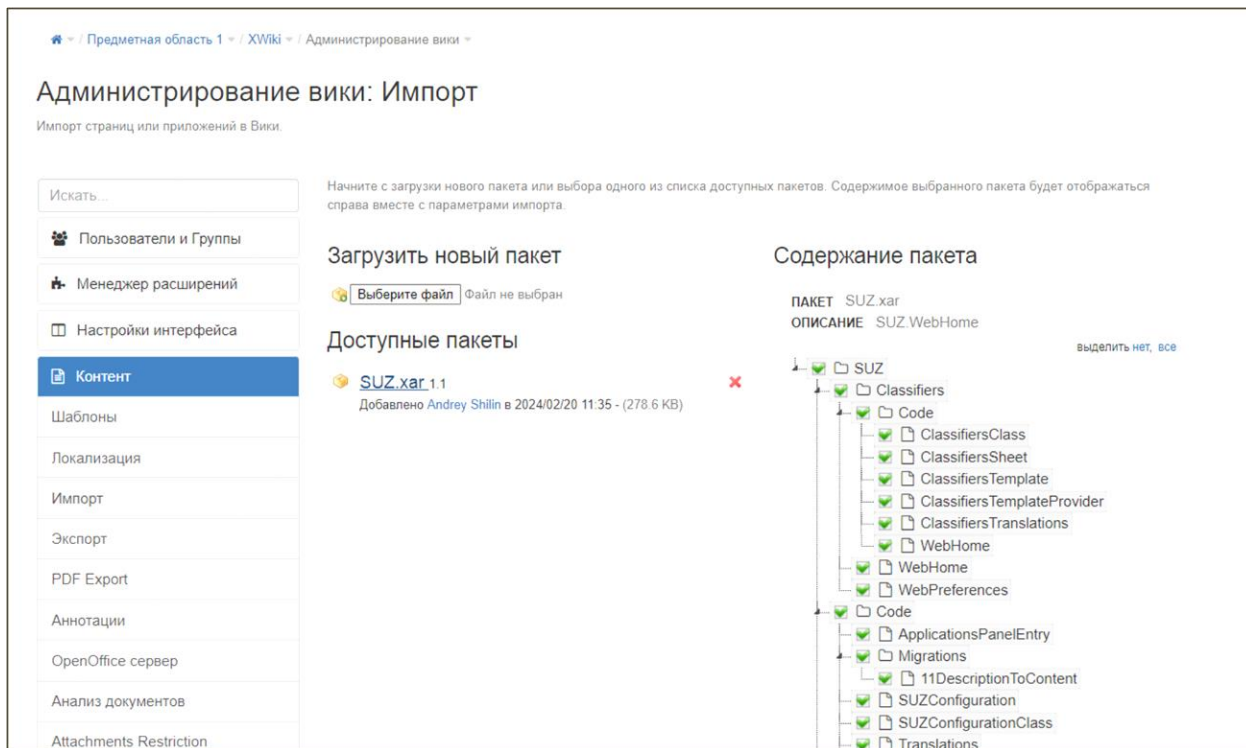 / Предметная область 1 / XWiki / Администрирование вики
Администрирование вики: Импорт
Импорт страниц или приложений в Вики.
Искать...
Пользователи и Группы
Менеджер расширений
Настройки интерфейса
Контент
Шаблоны
Локализация
Импорт
Экспорт
PDF Export
Аннотации
OpenOffice сервер
Анализ документов
Attachments Restriction
Начните с загрузки нового пакета или выбора одного из списка доступных пакетов. Содержимое выбранного пакета будет отображаться
справа вместе с параметрами импорта.
Загрузить новый пакет
Выберите файл Файл не выбран
Доступные пакеты
SUZ.xar 1.1
Добавлено Andrey Shilin в 2024/02/20 11:35 - (278.6 KB)
Содержание пакета
ПАКЕТ SUZ.xar
ОПИСАНИЕ SUZ.WebHome
выделить нет, все
SUZ
Classifiers
Code
ClassifiersClass
ClassifiersSheet
ClassifiersTemplate
ClassifiersTemplateProvider
ClassifiersTranslations
WebHome
WebHome
WebPreferences
Code
ApplicationsPanelEntry
Migrations
11DescriptionToContent
SUZConfiguration
SUZConfigurationClass
Translations